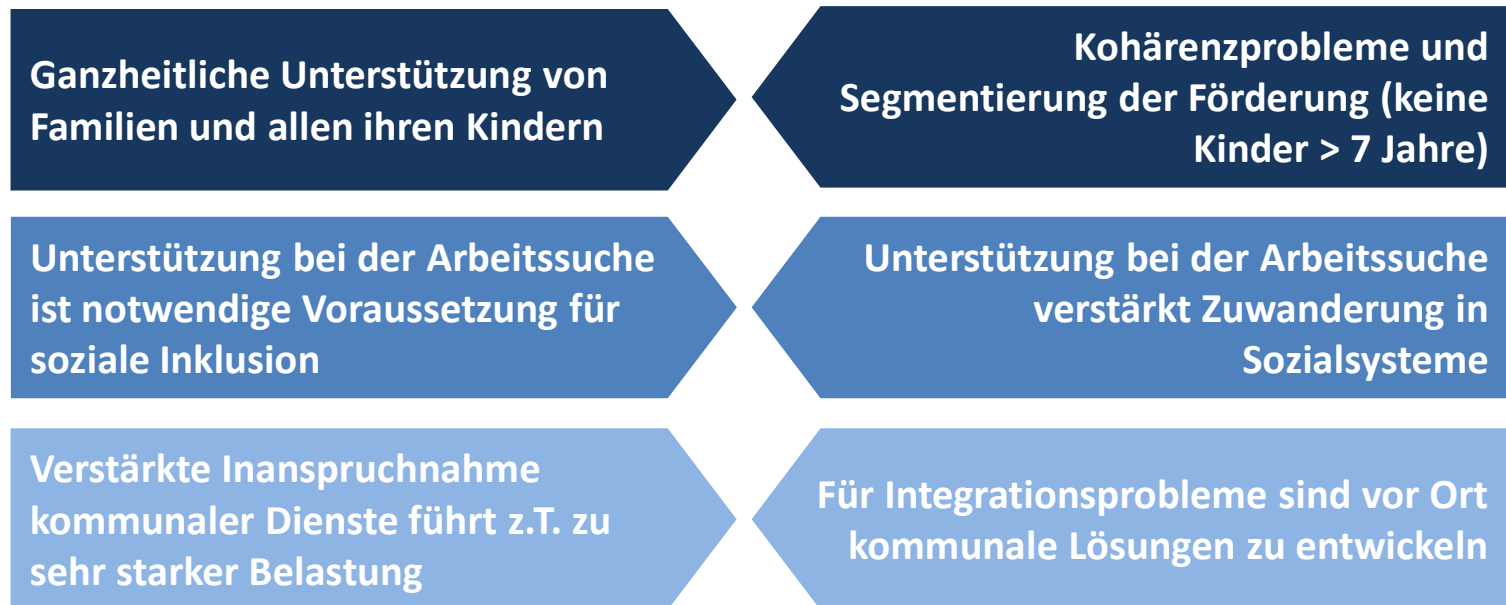 Ganzheitliche Unterstützung von
Familien und allen ihren Kindern
Kohärenzprobleme und
Segmentierung der Förderung (keine
Kinder > 7 Jahre)
Unterstützung bei der Arbeitssuche
ist notwendige Voraussetzung für
soziale Inklusion
Unterstützung bei der Arbeitssuche
verstärkt Zuwanderung in
Sozialsysteme
Verstärkte Inanspruchnahme
kommunaler Dienste führt z.T. zu
sehr starker Belastung
Für Integrationsprobleme sind vor Ort
kommunale Lösungen zu entwickeln